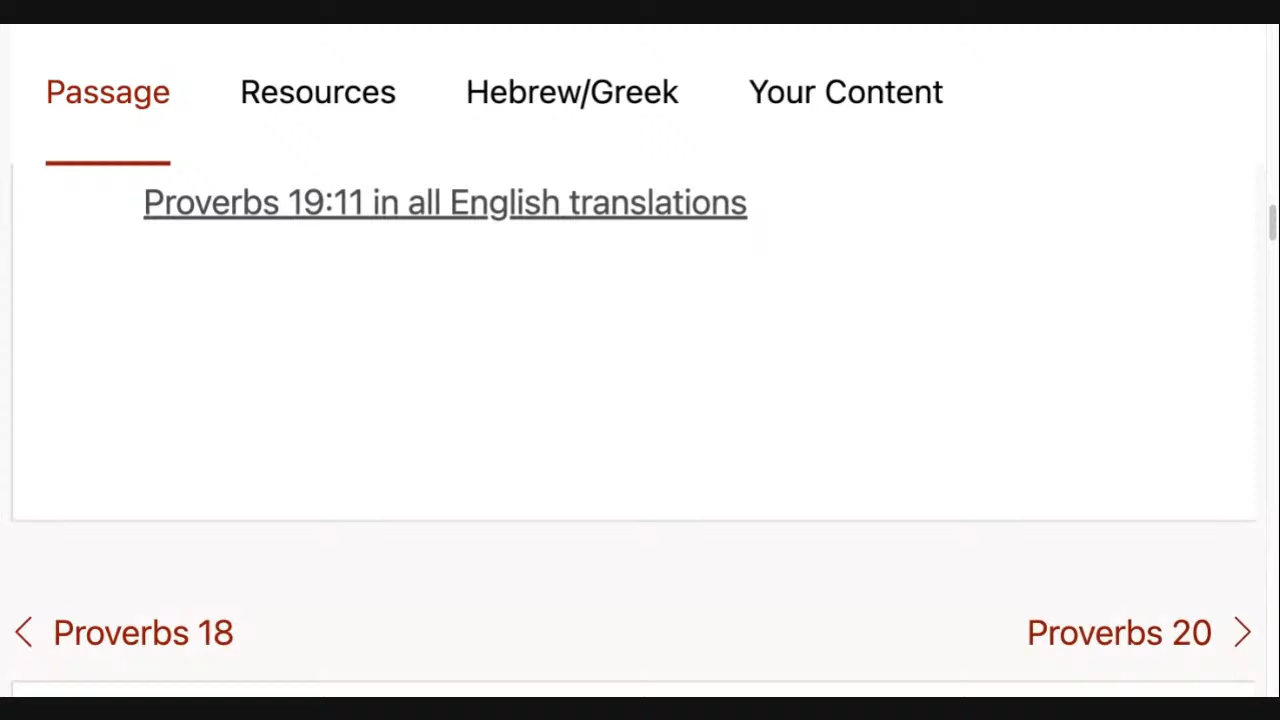 Passage Resources Hebrew/Greek Your Content
Proverbs 19:11 in all English translations
Proverbs 18 Proverbs 20